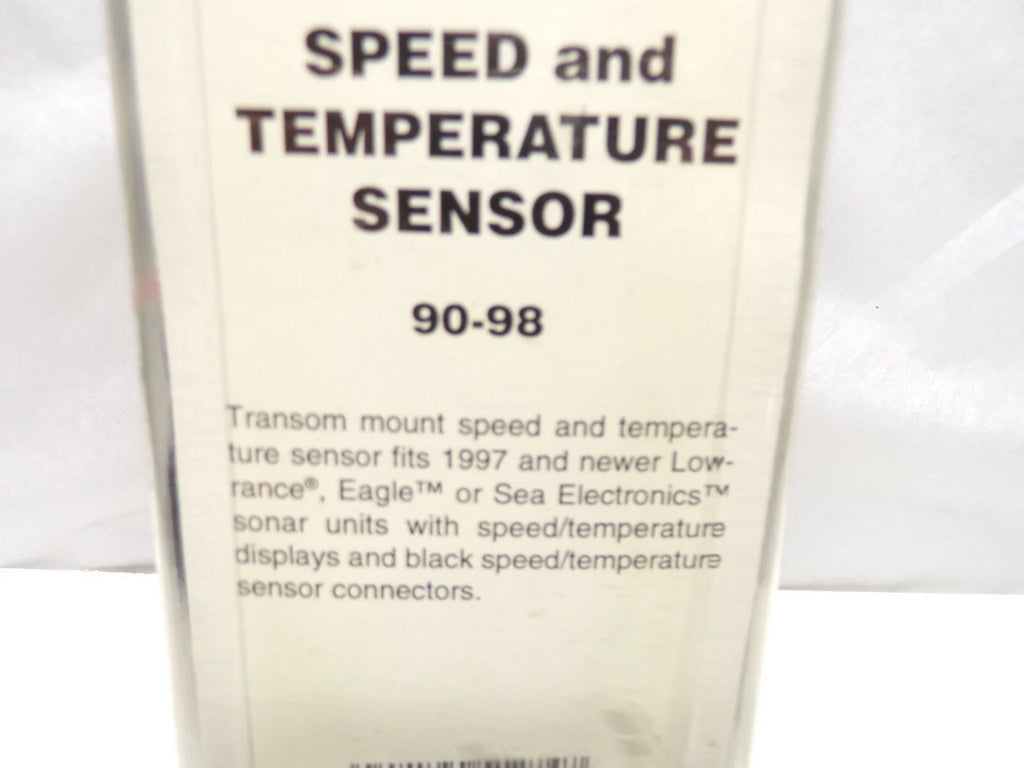 SPEED and
TEMPERATURE
SENSOR
90-98
Transom mount speed and tempera-
ture sensor fits 1997 and newer Low-
rance®, Eagle™ or Sea Electronics™
sonar units with speed/temperature
displays and black speed/temperature
sensor connectors.